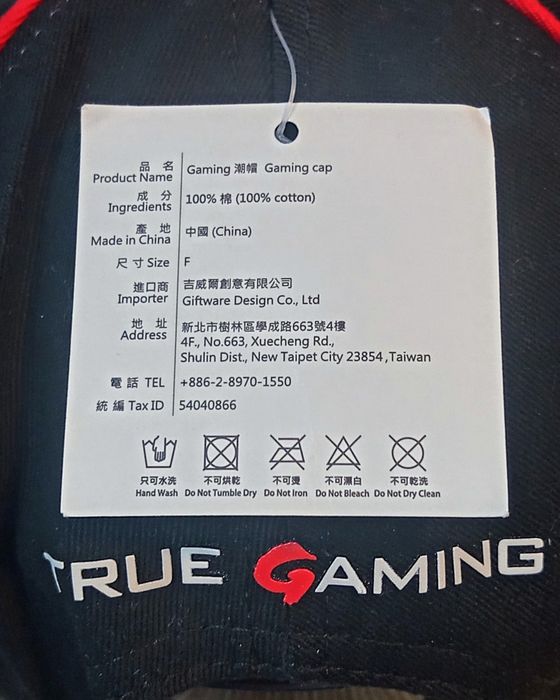 品 名 Gaming 潮帽 Gaming cap
Product Name
成 分 100% 棉 (100% cotton)
Ingredients
產 地 中國 (China)
Made in China
尺 寸 Size F
進口商 吉威爾創意有限公司
Importer Giftware Design Co., Ltd
地 址 新北市樹林區學成路663號4樓
Address 4F., No.663, Xuecheng Rd.,
Shulin Dist., New Taipei City 23854 ,Taiwan
電 話 TEL +886-2-8970-1550
統 編 Tax ID 54040866
只可水洗 不可烘乾 不可燙 不可漂白 不可乾洗
Hand Wash Do Not Tumble Dry Do Not Iron Do Not Bleach Do Not Dry Clean
TRUE GAMING